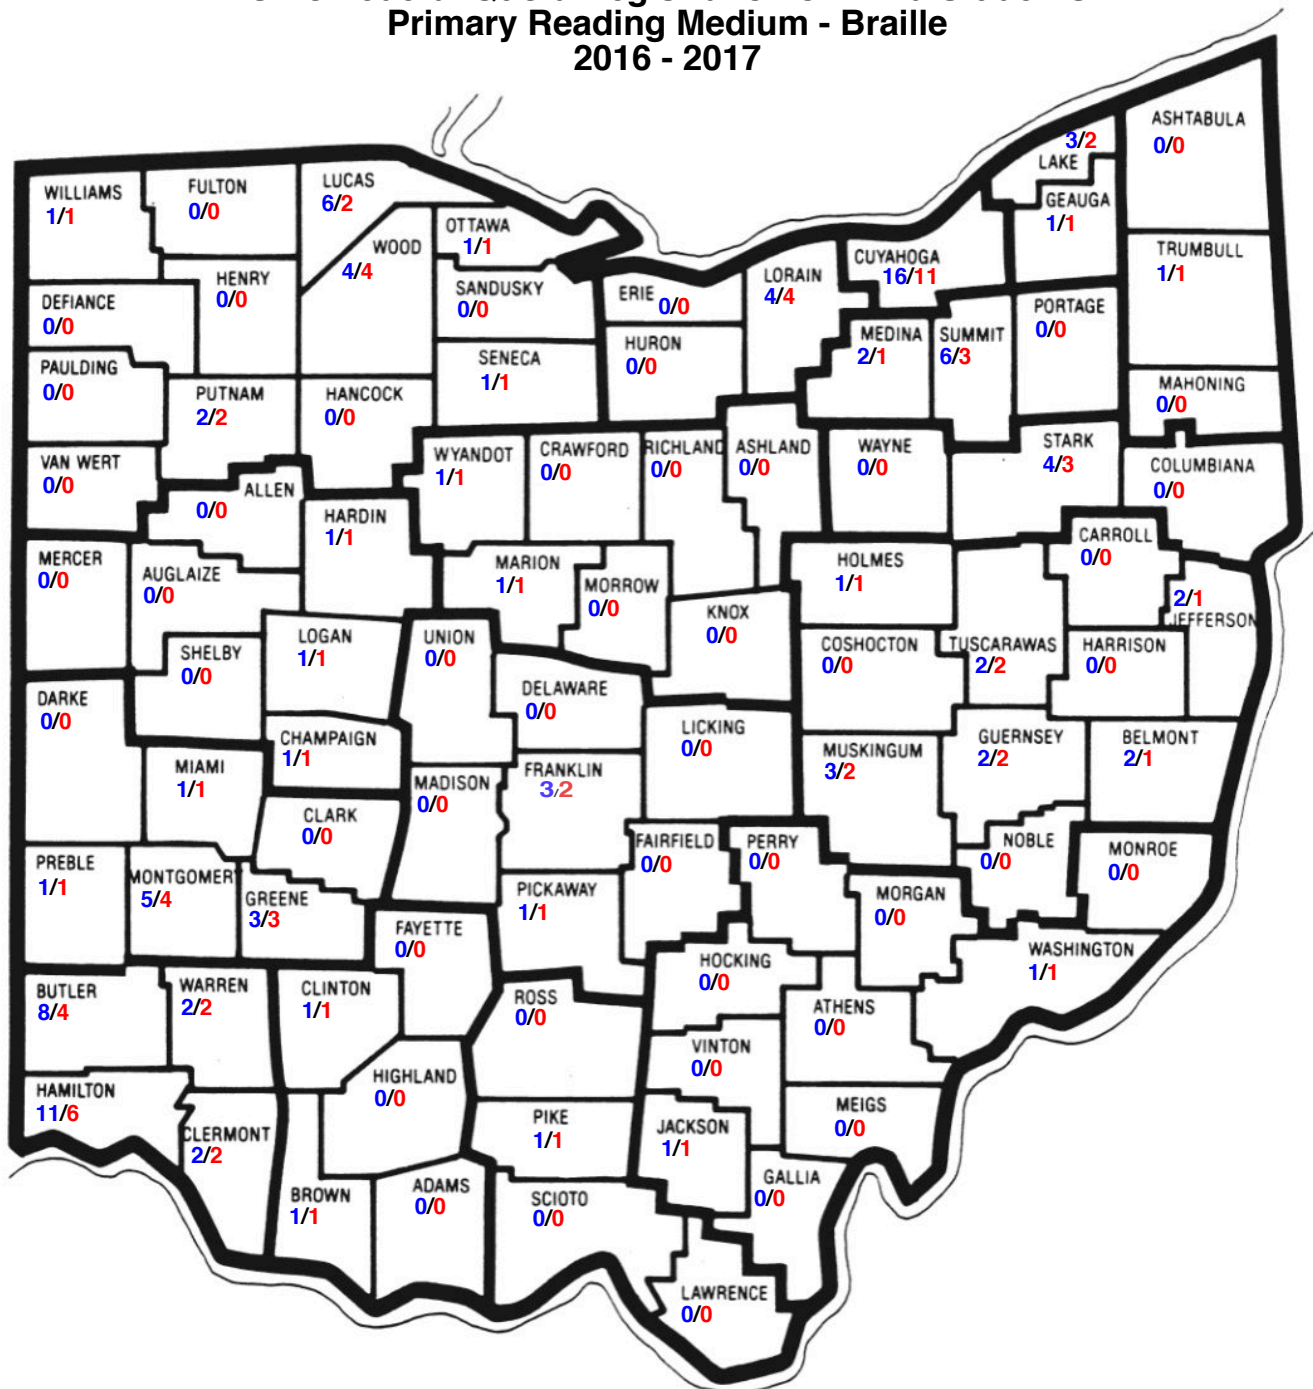 Primary Reading Medium - Braille
2016 - 2017
ASHTABULA
0/0
3/2
LAKE
GEAUGA
1/1
WILLIAMS
1/1
FULTON
0/0
LUCAS
6/2
WOOD
4/4
OTTAWA
1/1
CUYAHOGA
16/11
TRUMBULL
1/1
HENRY
0/0
SANDUSKY
0/0
ERIE 0/0
LORAIN
4/4
DEFIANCE
0/0
PORTAGE
0/0
MEDINA
2/1
SUMMIT
6/3
HURON
0/0
SENECA
1/1
PAULDING
0/0
PUTNAM
2/2
HANCOCK
0/0
MAHONING
0/0
VAN WERT
0/0
WYANDOT
1/1
CRAWFORD
0/0
RICHLAND
0/0
ASHLAND
0/0
WAYNE
0/0
STARK
4/3
COLUMBIANA
0/0
ALLEN
0/0
HARDIN
1/1
CARROLL
0/0
MERCER
0/0
AUGLAIZE
0/0
MARION
1/1
MORROW
0/0
HOLMES
1/1
2/1
JEFFERSON
KNOX
0/0
LOGAN
1/1
UNION
0/0
SHELBY
0/0
COSHOCTON
0/0
TUSCARAWAS
2/2
HARRISON
0/0
DARKE
0/0
DELAWARE
0/0
LICKING
0/0
CHAMPAIGN
1/1
MUSKINGUM
3/2
GUERNSEY
2/2
BELMONT
2/1
MIAMI
1/1
MADISON
0/0
FRANKLIN
3/2
CLARK
0/0
FAIRFIELD
0/0
PERRY
0/0
NOBLE
0/0
MONROE
0/0
PREBLE
1/1
MONTGOMERY
5/4
GREENE
3/3
PICKAWAY
1/1
MORGAN
0/0
FAYETTE
0/0
HOCKING
0/0
WASHINGTON
1/1
BUTLER
8/4
WARREN
2/2
CLINTON
1/1
ROSS
0/0
ATHENS
0/0
VINTON
0/0
HIGHLAND
0/0
HAMILTON
11/6
CLERMONT
2/2
PIKE
1/1
JACKSON
1/1
MEIGS
0/0
BROWN
1/1
ADAMS
0/0
SCIOTO
0/0
GALLIA
0/0
LAWRENCE
0/0